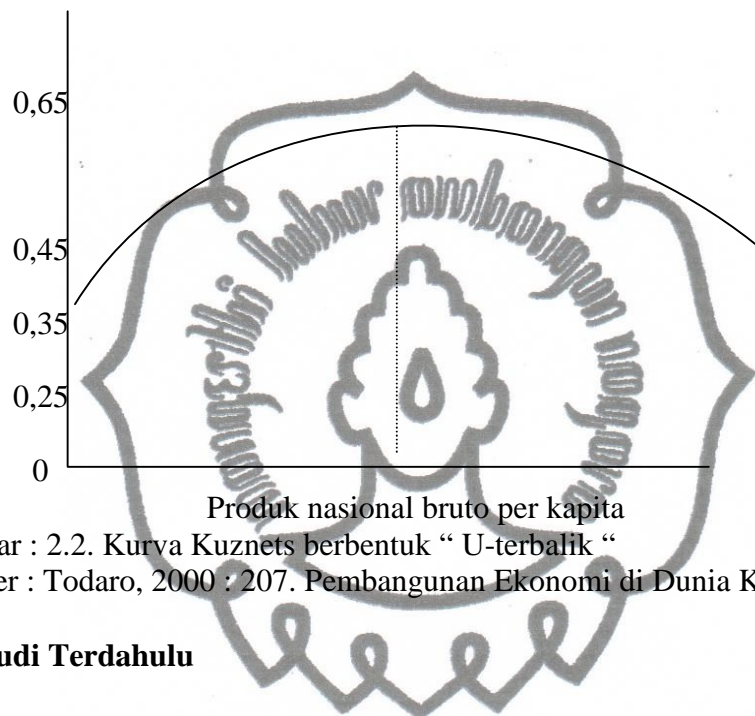 0,65
0,45
0,35
0,25
0
Produk nasional bruto per kapita
ar : 2.2. Kurva Kuznets berbentuk “ U-terbalik “
er : Todaro, 2000 : 207. Pembangunan Ekonomi di Dunia K
udi Terdahulu